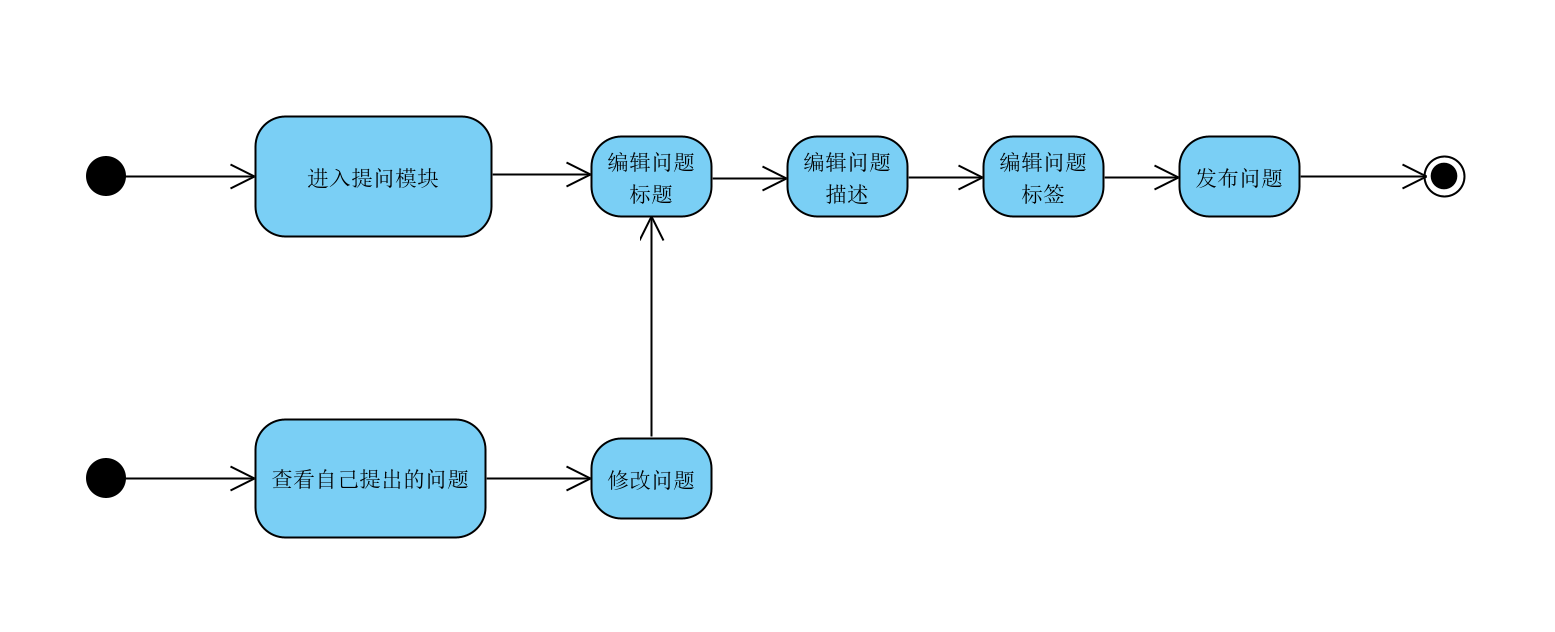 进入提问模块
编辑问题
标题
编辑问题
描述
编辑问题
标签
发布问题
查看自己提出的问题
修改问题